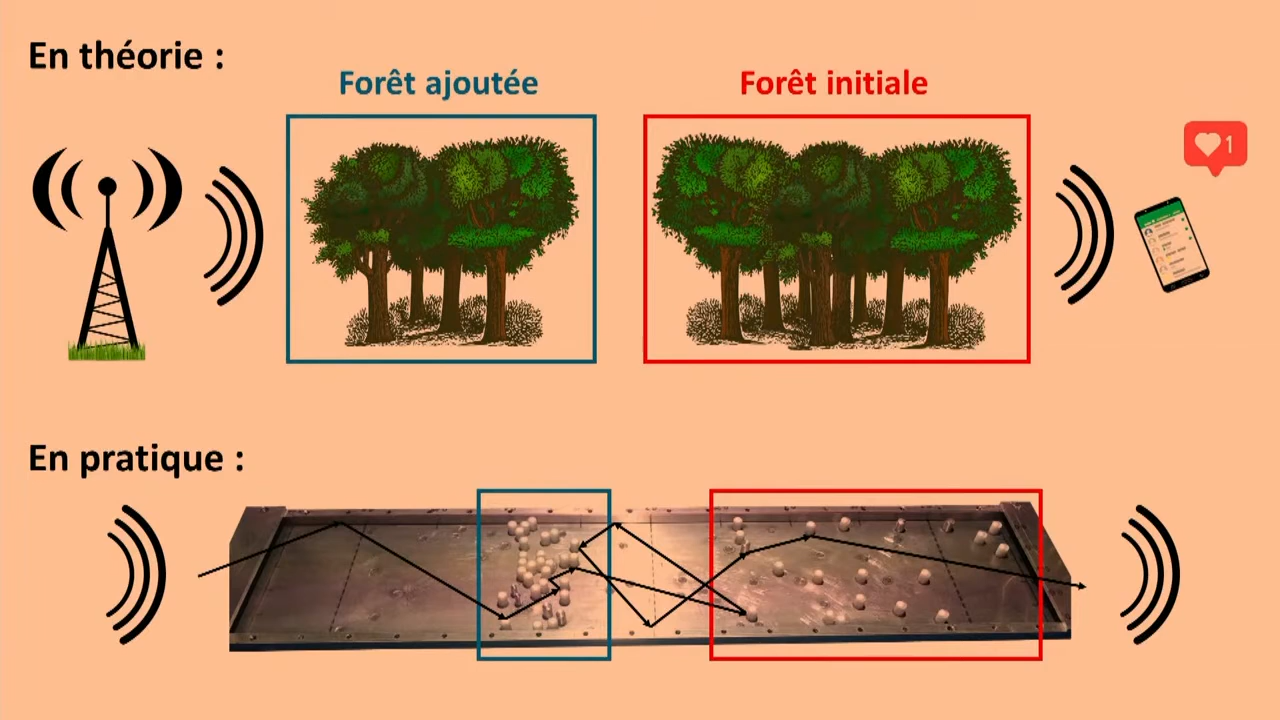 En théorie :
Forêt ajoutée
Forêt initiale
1
En pratique :